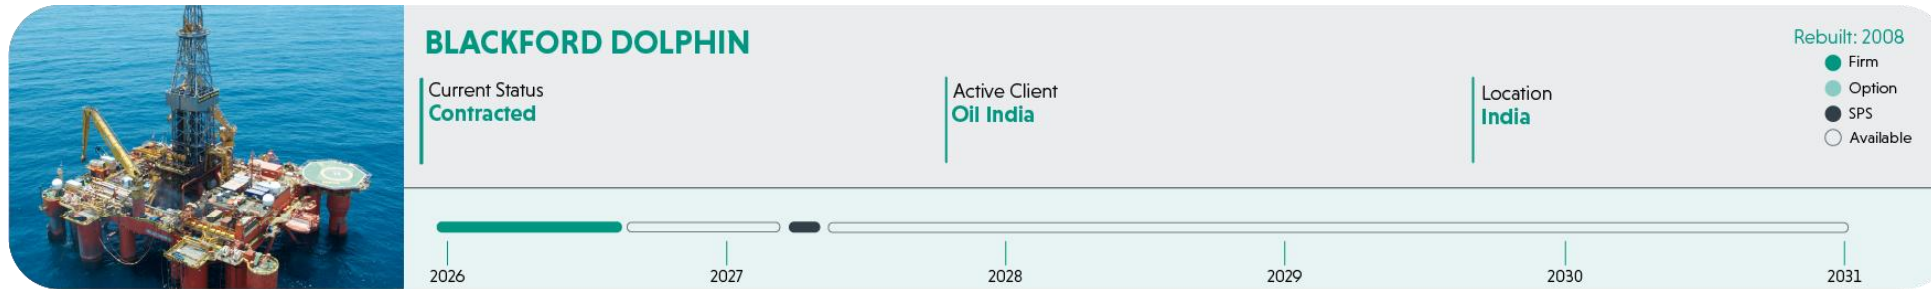 BLACKFORD DOLPHIN
Rebuilt: 2008
Firm
Option
SPS
Available
Current Status
Contracted
Active Client
Oil India
Location
India
2026
2027
2028
2029
2030
2031